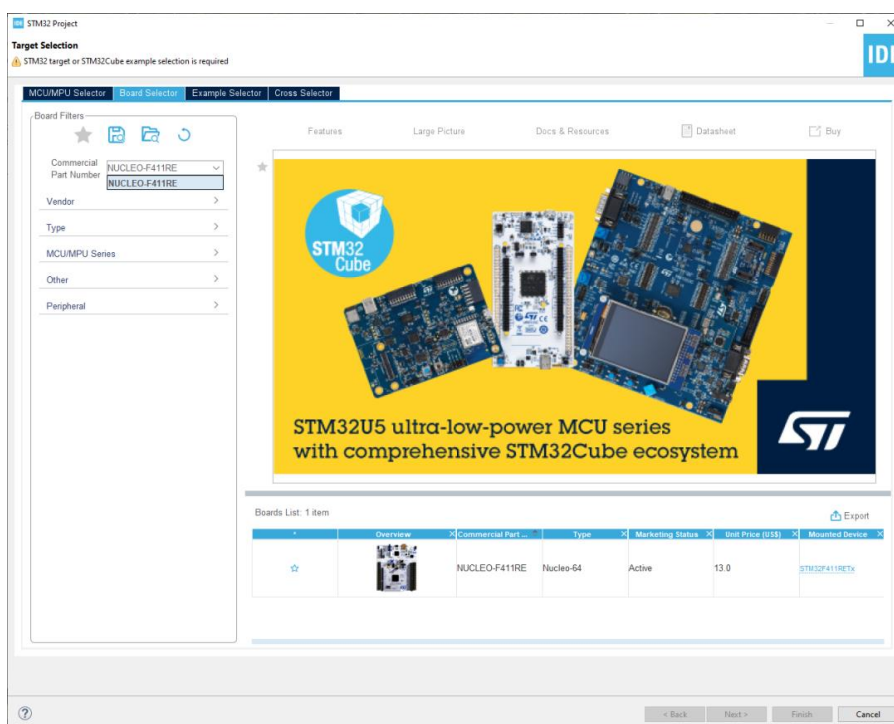 IDE STM32 Project
Target Selection
STM32 target or STM32Cube example selection is required
IDE
MCU/MPU Selector Board Selector Example Selector Cross Selector
Board Filters
Features Large Picture Docs & Resources Datasheet Buy
Commercial
Part Number
NUCLEO-F411RE
NUCLEO-F411RE
Vendor
Type
MCU/MPU Series
Other
Peripheral
STM32
Cube
STM32U5 ultra-low-power MCU series
with comprehensive STM32Cube ecosystem
ST
Boards List: 1 item
Export
* Overview Commercial Part ... Type Marketing Status Unit Price (US$) Mounted Device
NUCLEO-F411RE Nucleo-64 Active 13.0 STM32F411RETx
? < Back Next > Finish Cancel